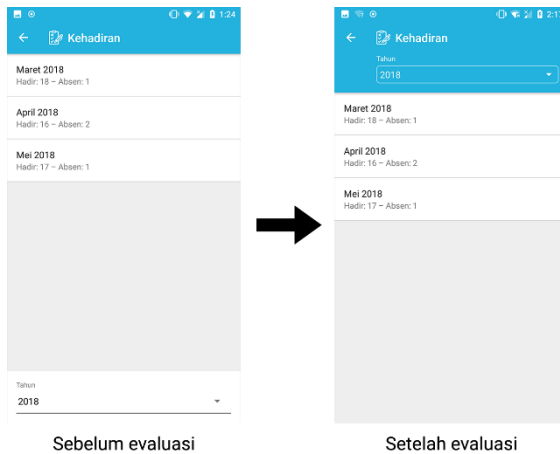 1:24
Kehadiran
Maret 2018
Hadir: 18 – Absen: 1
April 2018
Hadir: 16 – Absen: 2
Mei 2018
Hadir: 17 – Absen: 1
Tahun
2018
Sebelum evaluasi
Kehadiran
Tahun
2018
Maret 2018
Hadir: 18 – Absen: 1
April 2018
Hadir: 16 – Absen: 2
Mei 2018
Hadir: 17 – Absen: 1
Setelah evaluasi